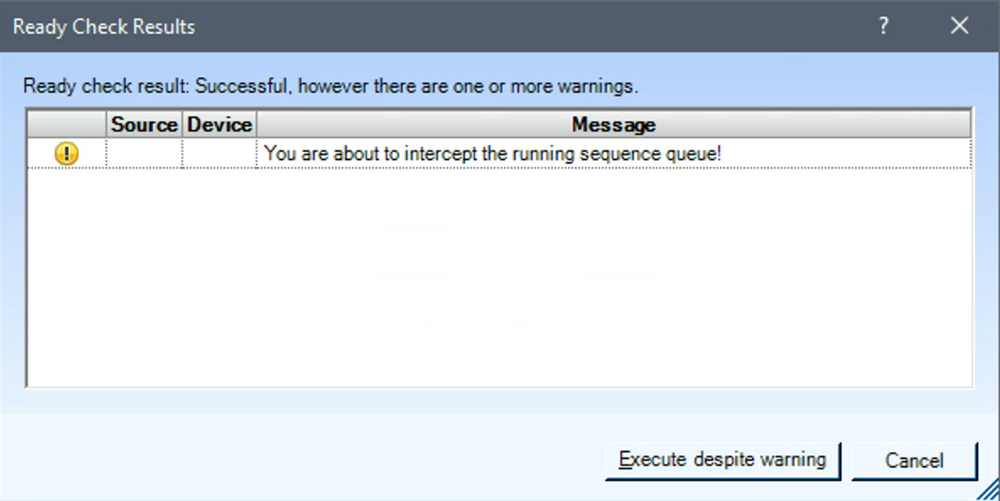 Ready Check Results ?
Ready check result: Successful, however there are one or more warnings.
Source Device Message
You are about to intercept the running sequence queue!
Execute despite warning Cancel